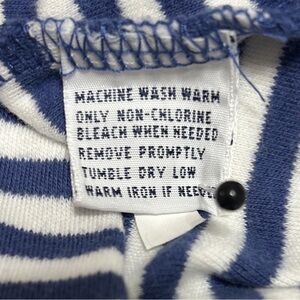 MACHINE WASH WARM
ONLY NON-CHLORINE
BLEACH WHEN NEEDED
REMOVE PROMPTLY
TUMBLE DRY LOW
WARM IRON IF